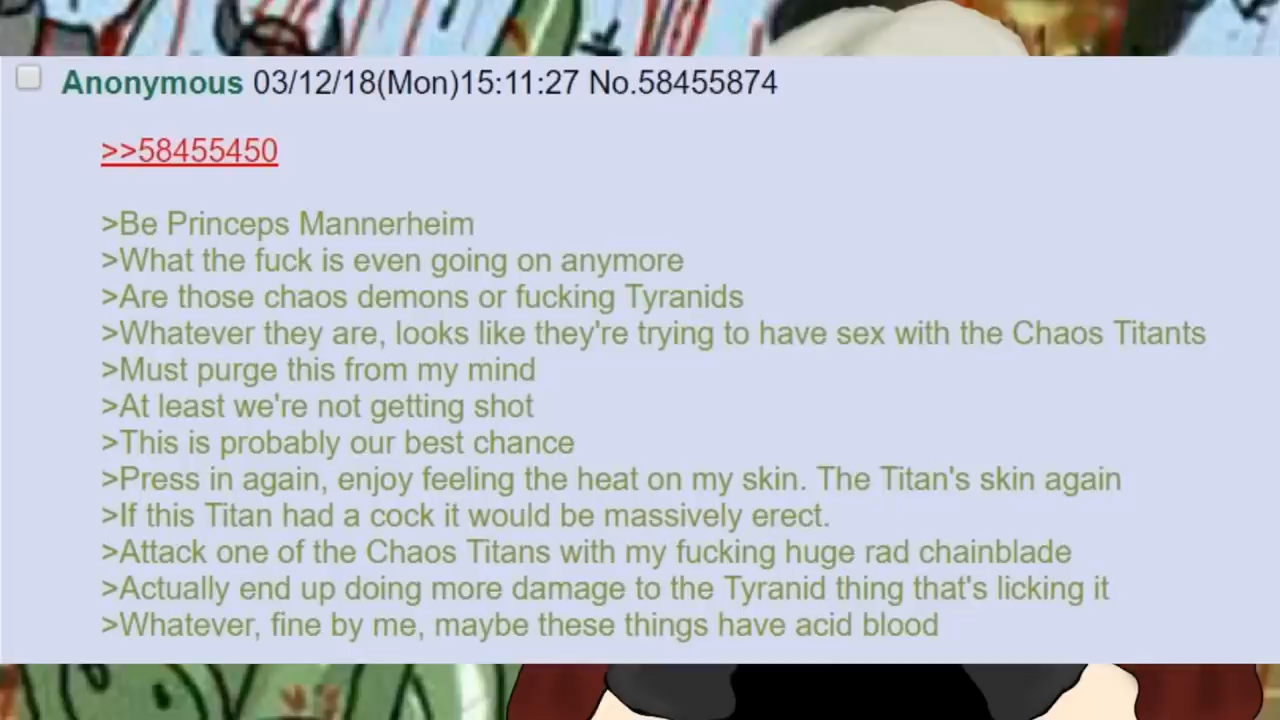 Anonymous 03/12/18(Mon)15:11:27 No.58455874
>>58455450
>Be Princeps Mannerheim
>What the fuck is even going on anymore
>Are those chaos demons or fucking Tyranids
>Whatever they are, looks like they're trying to have sex with the Chaos Titants
>Must purge this from my mind
>At least we're not getting shot
>This is probably our best chance
>Press in again, enjoy feeling the heat on my skin. The Titan's skin again
>If this Titan had a cock it would be massively erect.
>Attack one of the Chaos Titans with my fucking huge rad chainblade
>Actually end up doing more damage to the Tyranid thing that's licking it
>Whatever, fine by me, maybe these things have acid blood